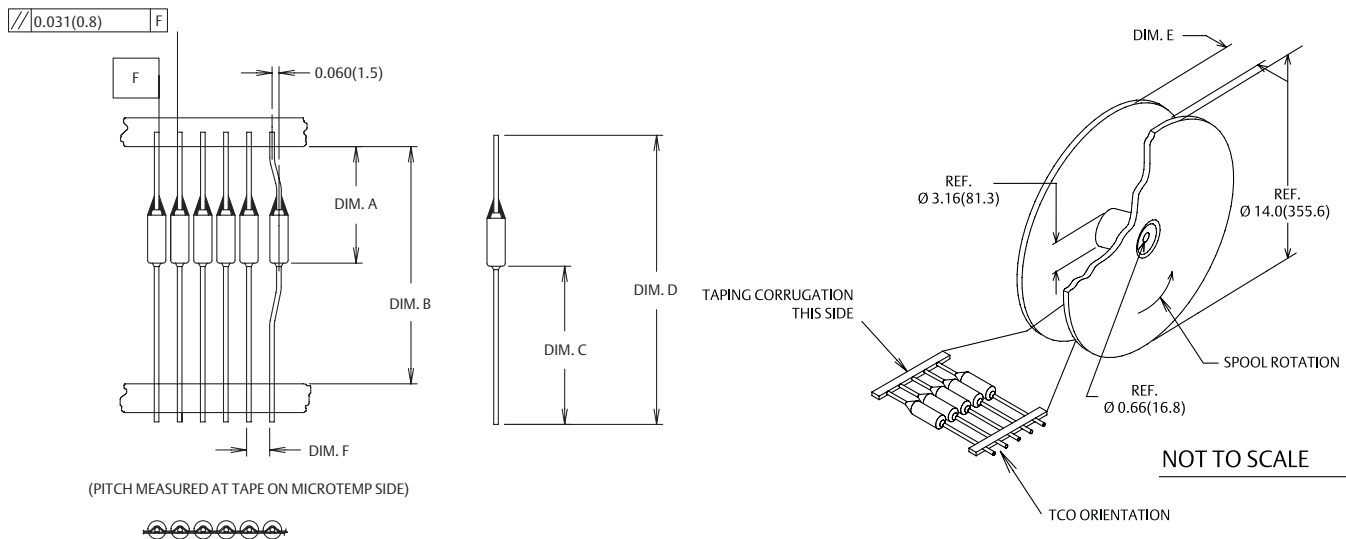 // 0.031(0.8) F
F
0.060(1.5)
DIM. A
DIM. B
DIM. C
DIM. D
DIM. F
(PITCH MEASURED AT TAPE ON MICROTEMP SIDE)
DIM. E
REF.
Ø 3.16(81.3)
REF.
Ø 14.0(355.6)
TAPING CORRUGATION
THIS SIDE
SPOOL ROTATION
REF.
Ø 0.66(16.8)
NOT TO SCALE
TCO ORIENTATION